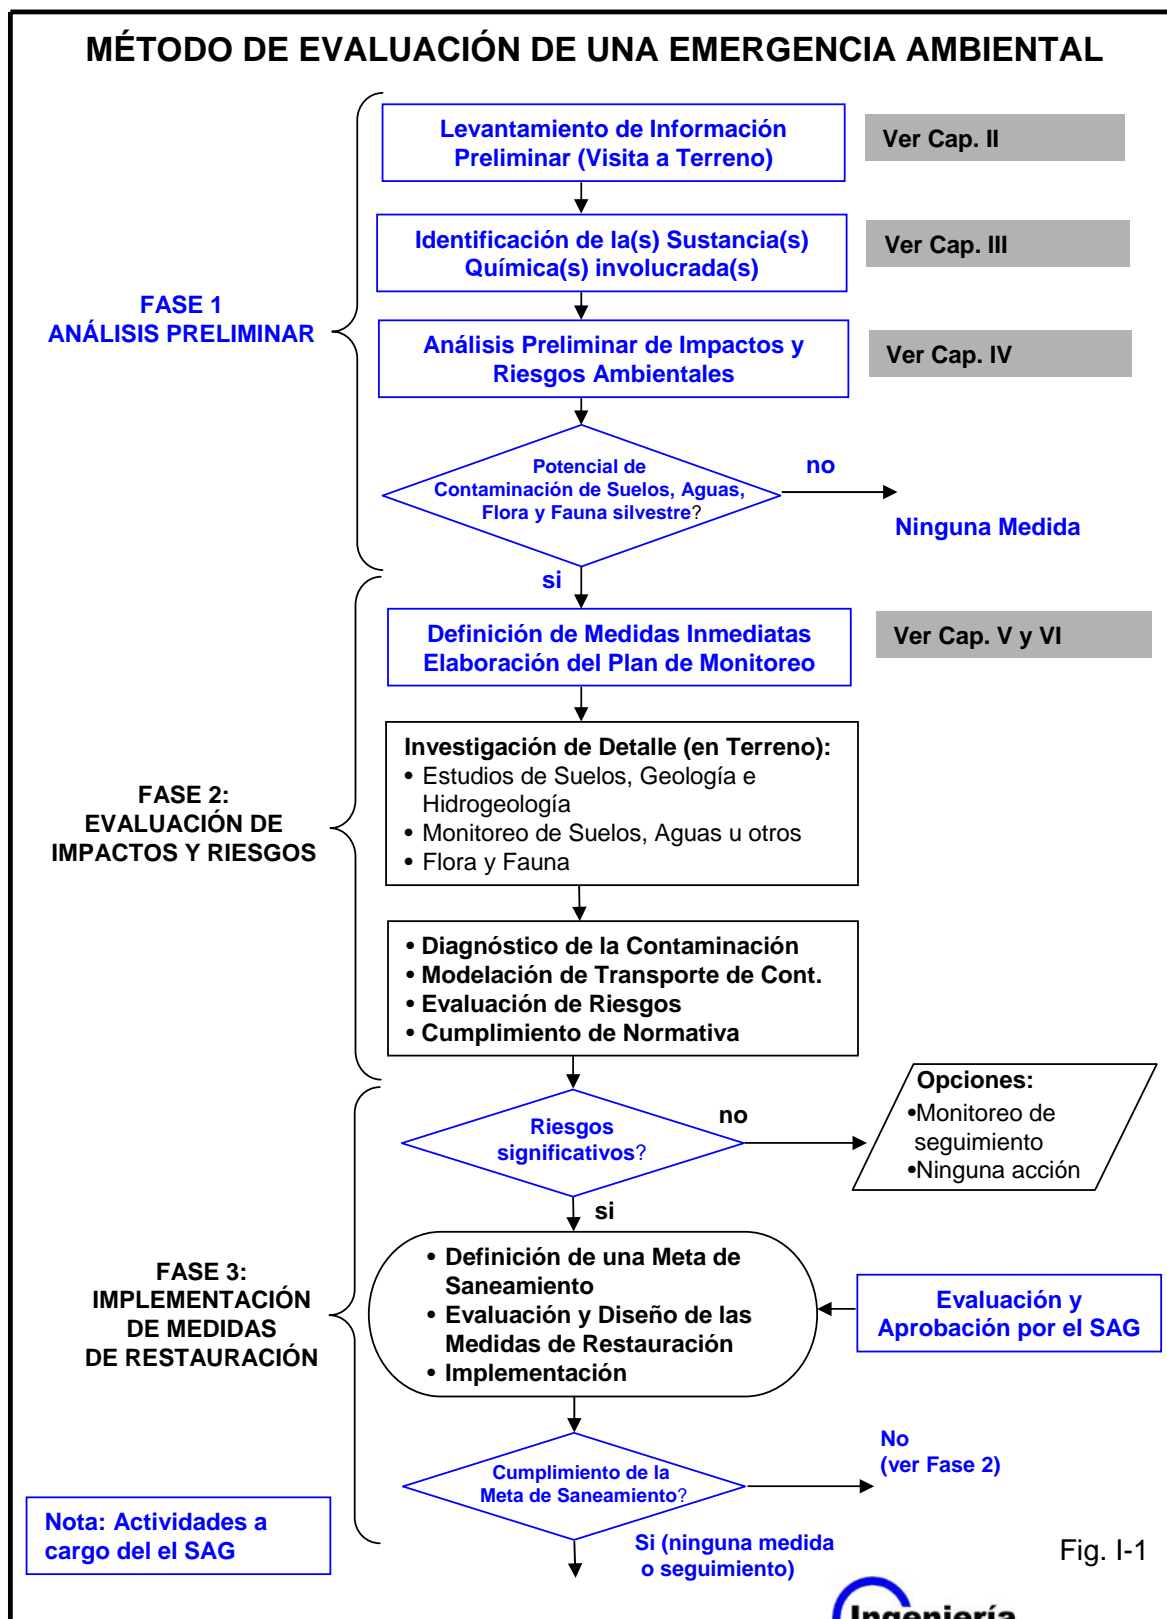 MÉTODO DE EVALUACIÓN DE UNA EMERGENCIA AMBIENTAL
Levantamiento de Información
Preliminar (Visita a Terreno)
Ver Cap. II
Identificación de la(s) Sustancia(s)
Química(s) involucrada(s)
Ver Cap. III
FASE 1
ANÁLISIS PRELIMINAR
Análisis Preliminar de Impactos y
Riesgos Ambientales
Ver Cap. IV
Potencial de
Contaminación de Suelos, Aguas,
Flora y Fauna silvestre?
no
Ninguna Medida
si
Definición de Medidas Inmediatas
Elaboración del Plan de Monitoreo
Ver Cap. V y VI
FASE 2:
EVALUACIÓN DE
IMPACTOS Y RIESGOS
Investigación de Detalle (en Terreno):
• Estudios de Suelos, Geología e
Hidrogeología
• Monitoreo de Suelos, Aguas u otros
• Flora y Fauna
• Diagnóstico de la Contaminación
• Modelación de Transporte de Cont.
• Evaluación de Riesgos
• Cumplimiento de Normativa
Riesgos
significativos?
no
Opciones:
•Monitoreo de
seguimiento
•Ninguna acción
si
FASE 3:
IMPLEMENTACIÓN
DE MEDIDAS
DE RESTAURACIÓN
• Definición de una Meta de
Saneamiento
• Evaluación y Diseño de las
Medidas de Restauración
• Implementación
Evaluación y
Aprobación por el SAG
Cumplimiento de la
Meta de Saneamiento?
No
(ver Fase 2)
Nota: Actividades a
cargo del el SAG
Si (ninguna medida
o seguimiento)
Fig. I-1
Ingeniería